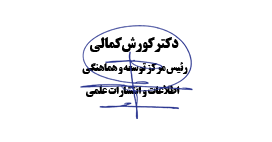 دکتر کورش کمالی
رئیس مرکز توسعه و هماهنگی
اطلاعات و انتشارات علمی